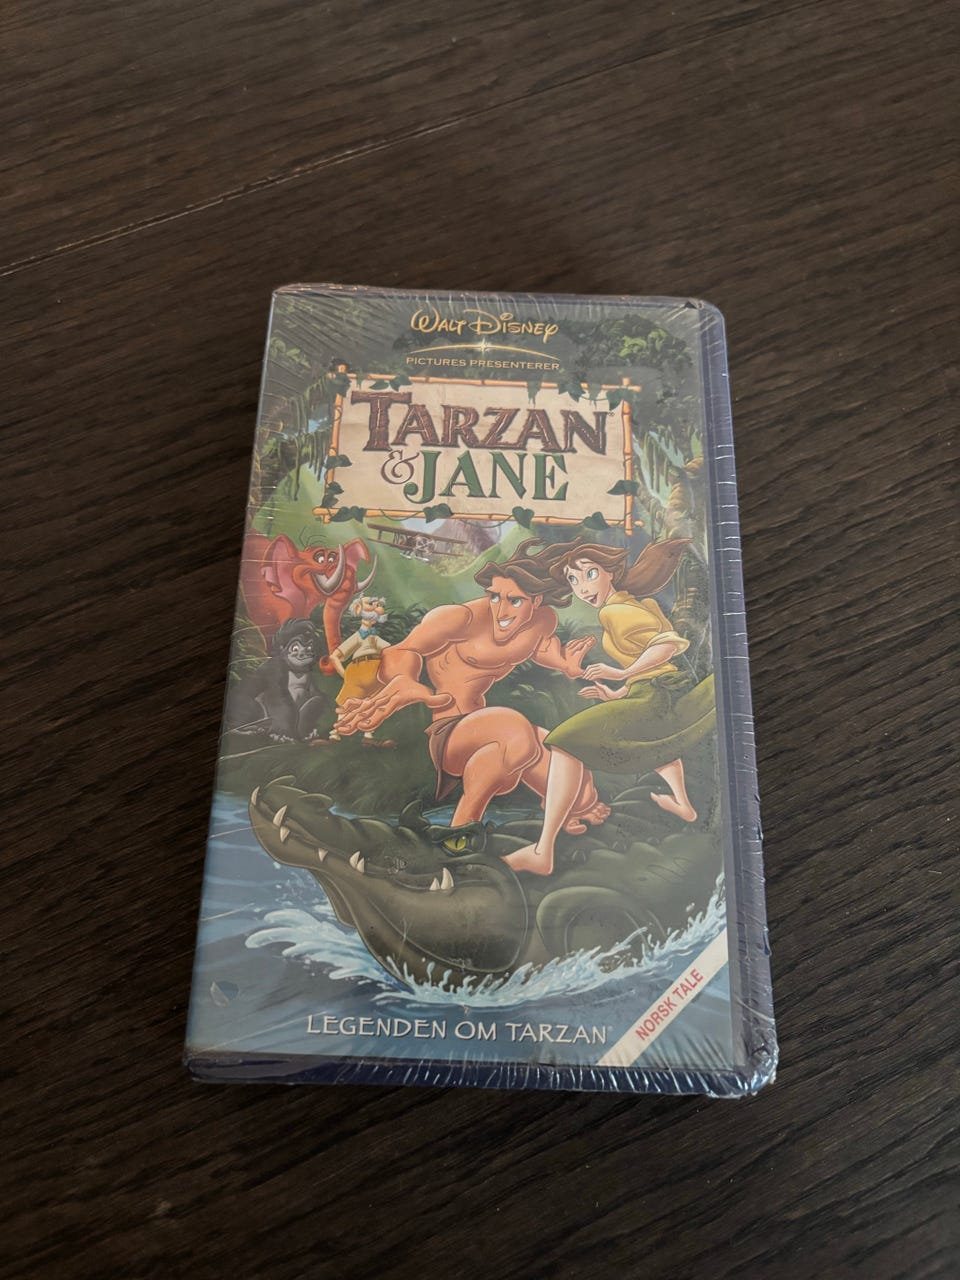 WALT DISNEY
PICTURES PRESENTERER
TARZAN®
& JANE
LEGENDEN OM TARZAN®
NORSK TALE